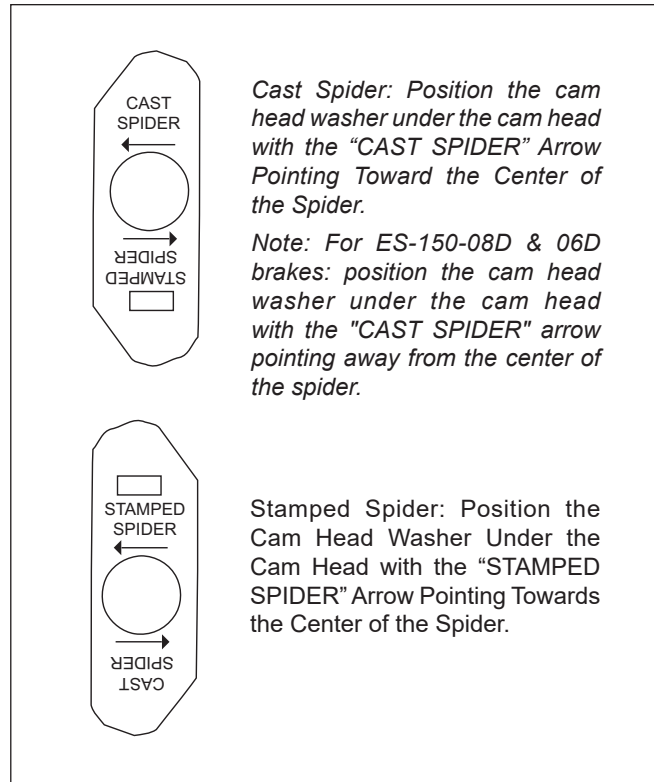 CAST
SPIDER
STAMPED
SPIDER
Cast Spider: Position the cam
head washer under the cam head
with the “CAST SPIDER” Arrow
Pointing Toward the Center of
the Spider.
Note: For ES-150-08D & 06D
brakes: position the cam head
washer under the cam head
with the "CAST SPIDER" arrow
pointing away from the center of
the spider.
STAMPED
SPIDER
CAST
SPIDER
Stamped Spider: Position the
Cam Head Washer Under the
Cam Head with the “STAMPED
SPIDER” Arrow Pointing Towards
the Center of the Spider.